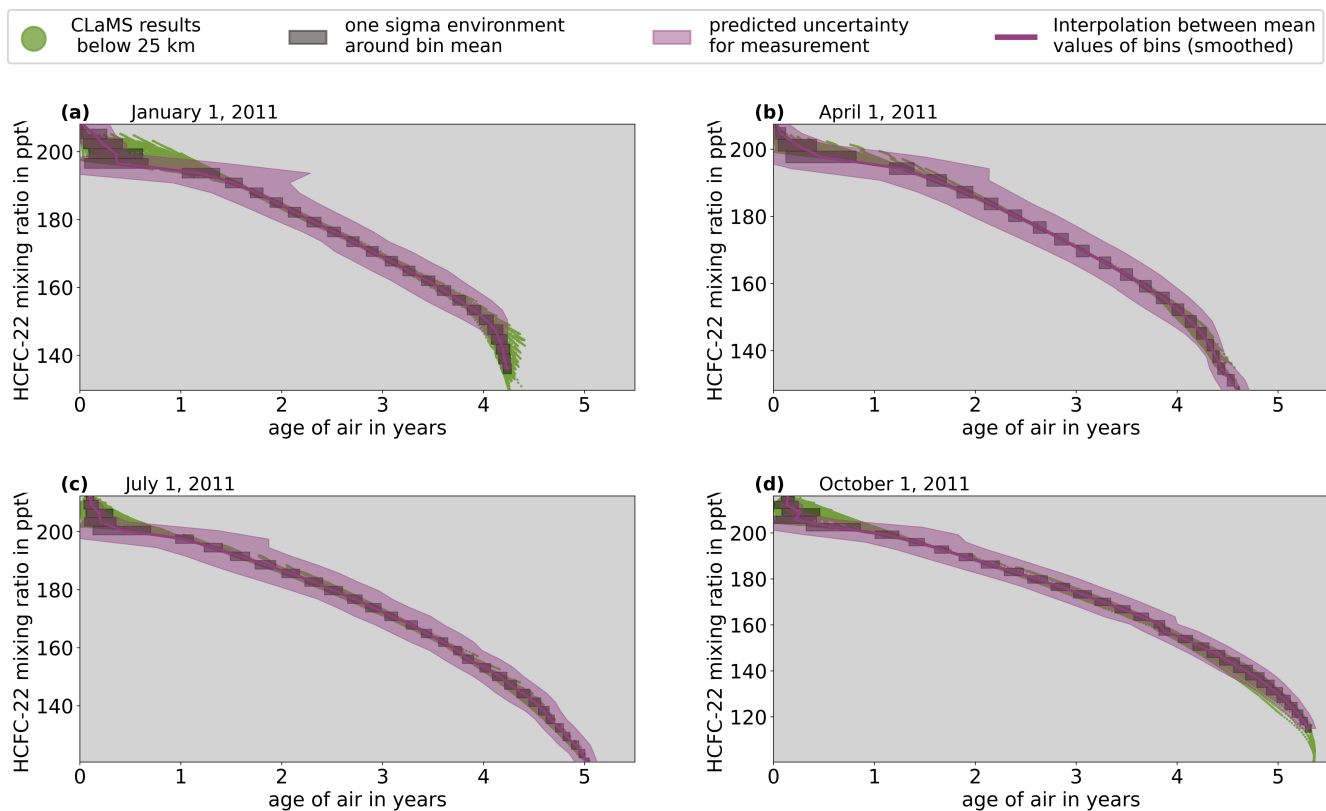 CLaMS results
below 25 km
one sigma environment
around bin mean
predicted uncertainty
for measurement
Interpolation between mean
values of bins (smoothed)
(a) January 1, 2011
HCFC-22 mixing ratio in ppt\
200
180
160
140
0 1 2 3 4 5
age of air in years
(b) April 1, 2011
HCFC-22 mixing ratio in ppt\
200
180
160
140
0 1 2 3 4 5
age of air in years
(c) July 1, 2011
HCFC-22 mixing ratio in ppt\
200
180
160
140
0 1 2 3 4 5
age of air in years
(d) October 1, 2011
HCFC-22 mixing ratio in ppt\
200
180
160
140
120
0 1 2 3 4 5
age of air in years